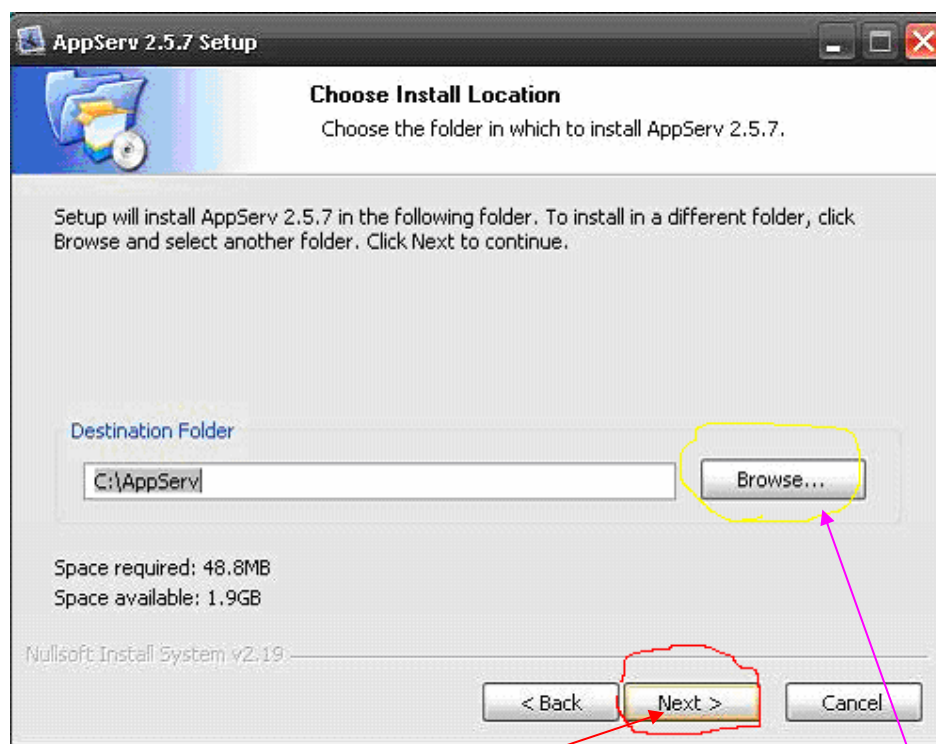 AppServ 2.5.7 Setup
Choose Install Location
Choose the folder in which to install AppServ 2.5.7.
Setup will install AppServ 2.5.7 in the following folder. To install in a different folder, click
Browse and select another folder. Click Next to continue.
Destination Folder
C:\AppServ
Browse...
Space required: 48.8MB
Space available: 1.9GB
Nullsoft Install System v2.19
< Back
Next >
Cancel